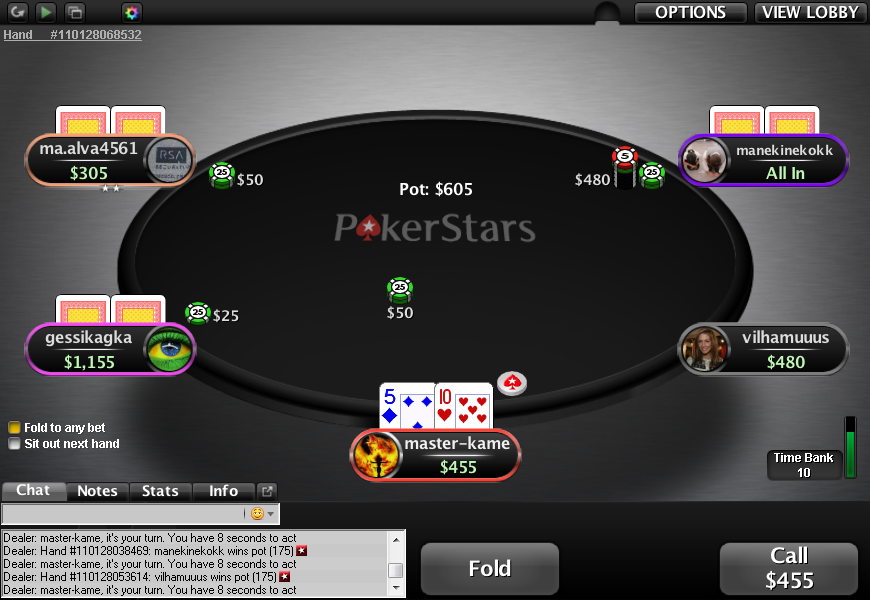 OPTIONS
VIEW LOBBY
Hand #110128068532
ma.alva4561
$305
RSA
SECURITY
25
$50
Pot: $605
$480
5
25
manekinekokk
All In
PokerStars
25
$50
gessikagka
$1,155
25
$25
vilhamuuus
$480
5
10
master-kame
$455
Fold to any bet
Sit out next hand
Time Bank
10
Chat
Notes
Stats
Info
Dealer: master-kame, it's your turn. You have 8 seconds to act
Dealer: Hand #110128038469: manekinekokk wins pot (175)
Dealer: master-kame, it's your turn. You have 8 seconds to act
Dealer: Hand #110128053614: vilhamuuus wins pot (175)
Dealer: master-kame, it's your turn. You have 8 seconds to act
Fold
Call
$455